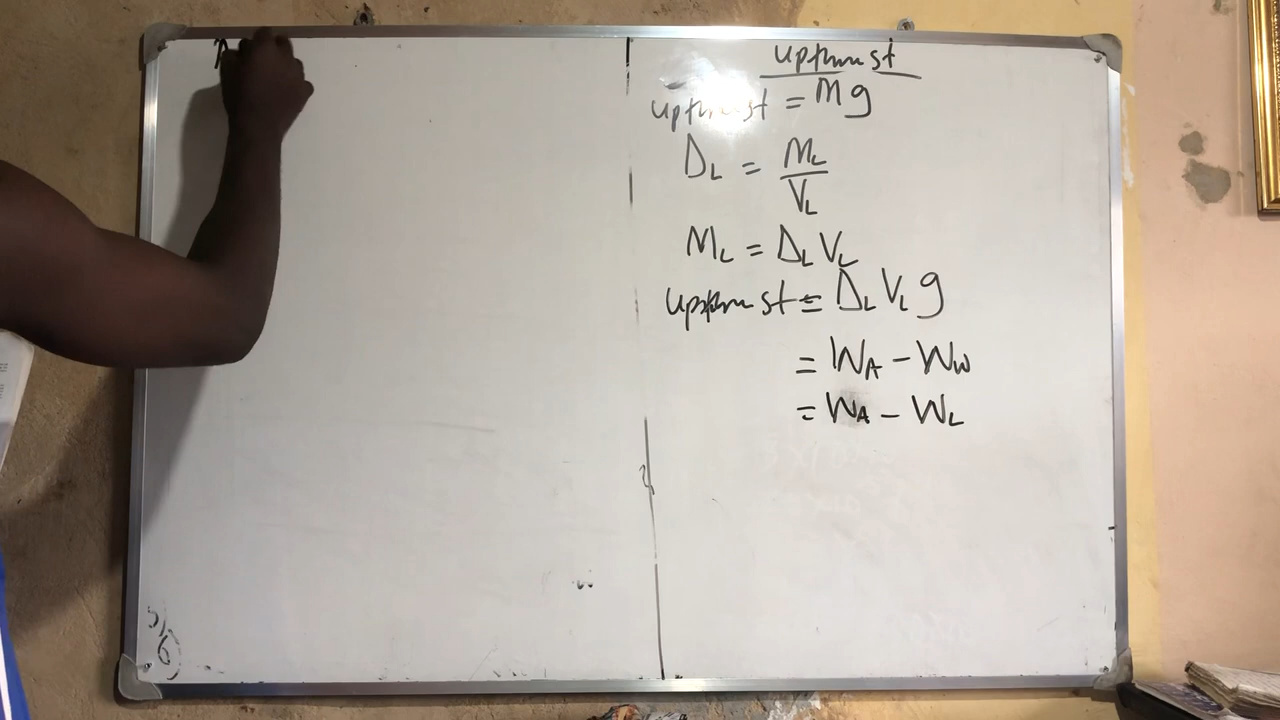 upthrust
upthrust = Mg
D_L = M_L / V_L
M_L = D_L V_L
upthrust = D_L V_L g
= W_A - W_W
= W_A - W_L